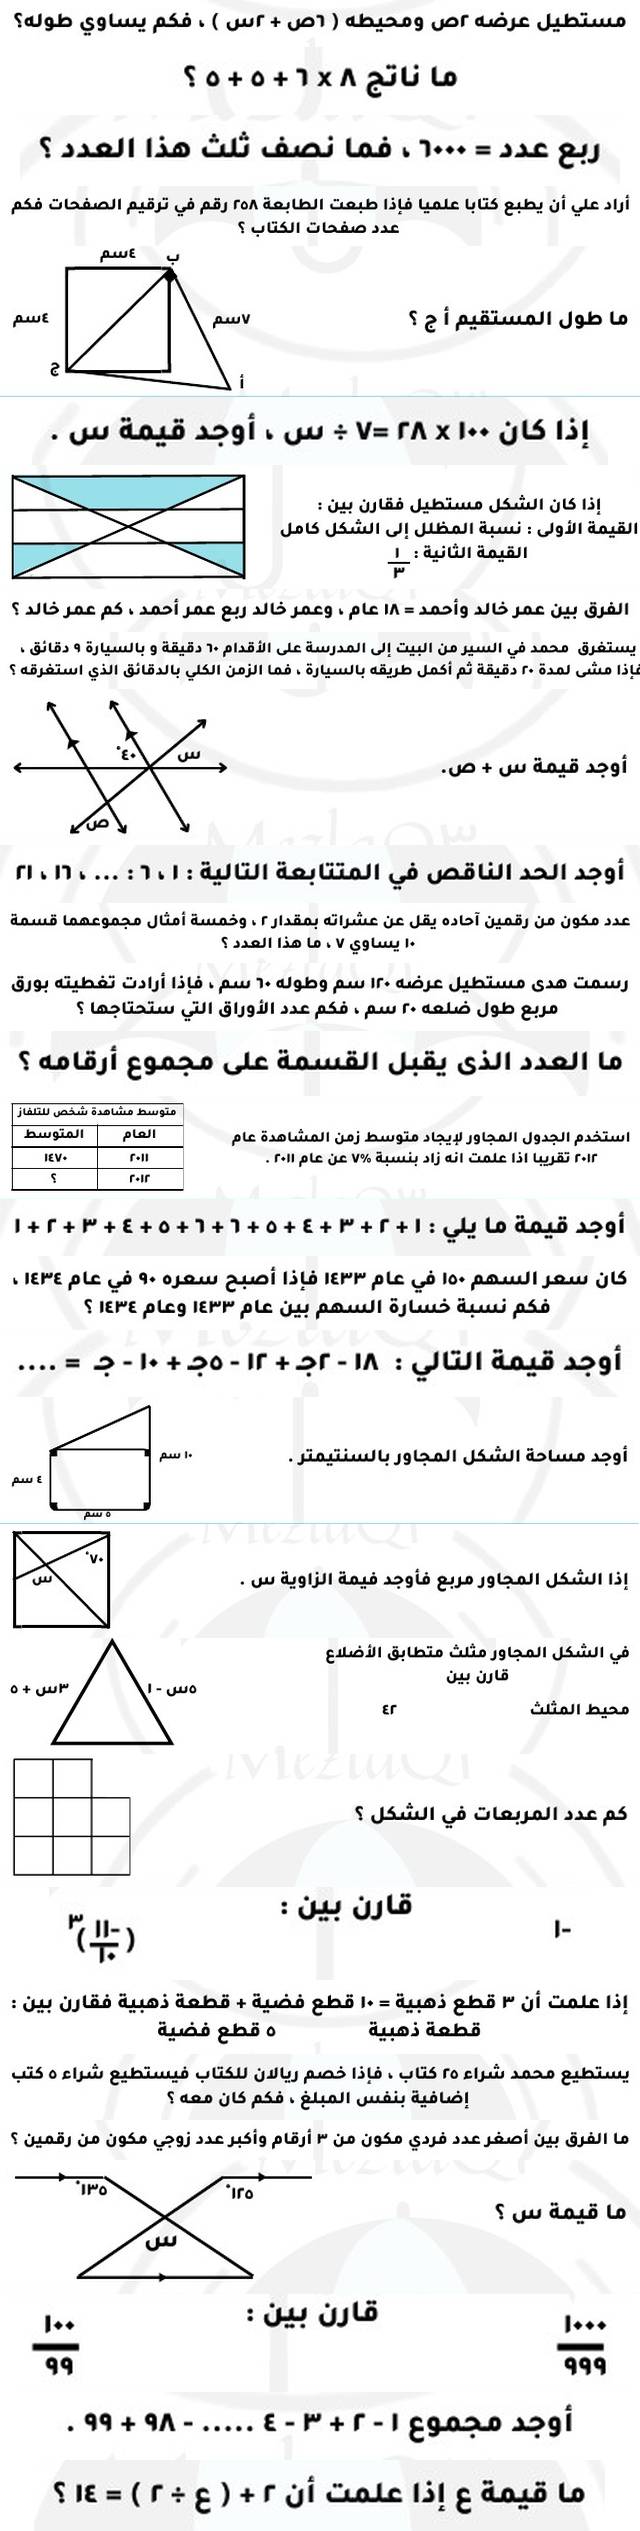 مستطيل عرضه ٢ص ومحيطه ( ٦ص + ٢س ) ، فكم يساوي طوله؟
ما ناتج ٨ x ٦ + ٥ + ٥ ؟
ربع عدد = ٦٠٠٠ ، فما نصف ثلث هذا العدد ؟
أراد علي أن يطبع كتابا علميا فإذا طبعت الطابعة ٢٥٨ رقم في ترقيم الصفحات فكم
عدد صفحات الكتاب ؟
٤سم
ب
٤سم
٧سم
ما طول المستقيم أ ج ؟
ج
أ
إذا كان ١٠٠ x ٢٨ =٧ ÷ س ، أوجد قيمة س .
إذا كان الشكل مستطيل فقارن بين :
القيمة الأولى : نسبة المظلل إلى الشكل كامل
القيمة الثانية : ١/٣
الفرق بين عمر خالد وأحمد = ١٨ عام ، وعمر خالد ربع عمر أحمد ، كم عمر خالد ؟
يستغرق محمد في السير من البيت إلى المدرسة على الأقدام ٦٠ دقيقة و بالسيارة ٩ دقائق ،
فإذا مشى لمدة ٢٠ دقيقة ثم أكمل طريقه بالسيارة ، فما الزمن الكلي بالدقائق الذي استغرقه ؟
٤٠°
س
أوجد قيمة س + ص.
ص
أوجد الحد الناقص في المتتابعة التالية : ١ ، ٦ : ... ، ١٦ ، ٢١
عدد مكون من رقمين آحاده يقل عن عشراته بمقدار ٢ ، وخمسة أمثال مجموعهما قسمة
١٠ يساوي ٧ ، ما هذا العدد ؟
رسمت هدى مستطيل عرضه ١٢٠ سم وطوله ٦٠ سم ، فإذا أرادت تغطيته بورق
مربع طول ضلعه ٢٠ سم ، فكم عدد الأوراق التي ستحتاجها ؟
ما العدد الذى يقبل القسمة على مجموع أرقامه ؟
متوسط مشاهدة شخص للتلفاز
العام المتوسط
٢٠١١ ١٤٧٠
٢٠١٢ ؟
استخدم الجدول المجاور لإيجاد متوسط زمن المشاهدة عام
٢٠١٢ تقريبا اذا علمت انه زاد بنسبة ٧% عن عام ٢٠١١ .
أوجد قيمة ما يلي : ١ + ٢ + ٣ + ٤ + ٥ + ٦ + ٦ + ٥ + ٤ + ٣ + ٢ + ١
كان سعر السهم ١٥٠ في عام ١٤٣٣ فإذا أصبح سعره ٩٠ في عام ١٤٣٤ ،
فكم نسبة خسارة السهم بين عام ١٤٣٣ وعام ١٤٣٤ ؟
أوجد قيمة التالي : ١٨ - ٢جـ + ١٢ - ٥جـ + ١٠ - جـ = ....
أوجد مساحة الشكل المجاور بالسنتيمتر .
١٠ سم
٤ سم
٥ سم
إذا الشكل المجاور مربع فأوجد فيمة الزاوية س .
٧٠°
س
في الشكل المجاور مثلث متطابق الأضلاع
قارن بين
محيط المثلث ٤٢
٥س - ١
٣س + ٥
كم عدد المربعات في الشكل ؟
قارن بين :
-١
(-١١/١٠)٣
إذا علمت أن ٣ قطع ذهبية = ١٠ قطع فضية + قطعة ذهبية فقارن بين :
قطعة ذهبية ٥ قطع فضية
يستطيع محمد شراء ٢٥ كتاب ، فإذا خصم ريالان للكتاب فيستطيع شراء ٥ كتب
إضافية بنفس المبلغ ، فكم كان معه ؟
ما الفرق بين أصغر عدد فردي مكون من ٣ أرقام وأكبر عدد زوجي مكون من رقمين ؟
١٣٥°
١٢٥°
ما قيمة س ؟
س
قارن بين :
١٠٠٠/٩٩٩
١٠٠/٩٩
أوجد مجموع ١ - ٢ + ٣ - ٤ ..... - ٩٨ + ٩٩ .
ما قيمة ع إذا علمت أن ٢ + ( ع ÷ ٢ ) = ١٤ ؟